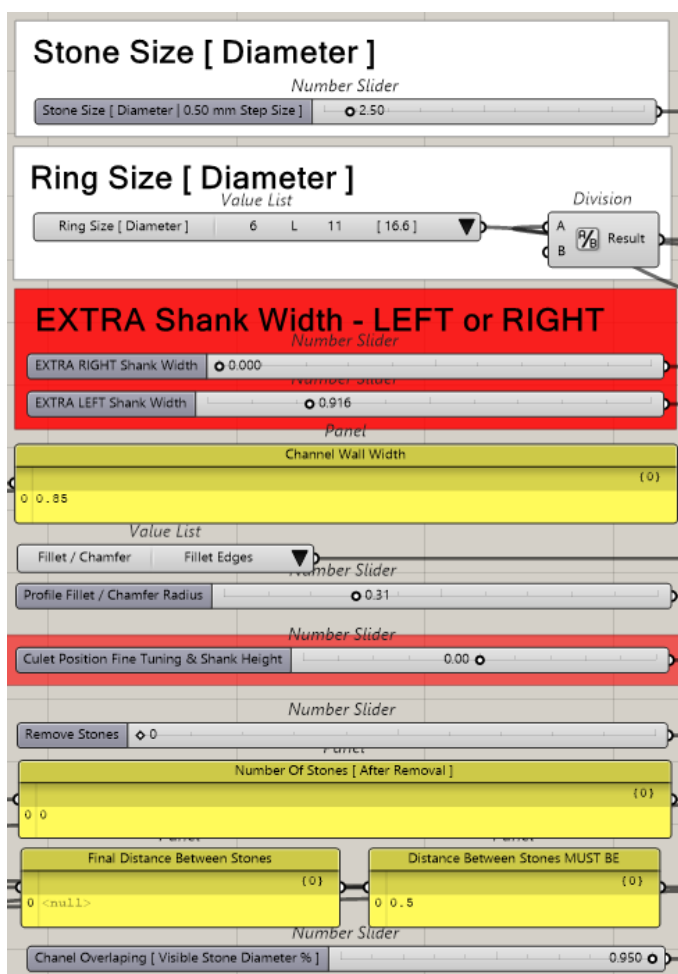 Stone Size [ Diameter ]
Number Slider
Stone Size [ Diameter | 0.50 mm Step Size ] 2.50
Ring Size [ Diameter ]
Value List
Division
Ring Size [ Diameter ] 6 L 11 [ 16.6 ]
A
B
A/B
Result
EXTRA Shank Width - LEFT or RIGHT
Number Slider
EXTRA RIGHT Shank Width 0.000
Number Slider
EXTRA LEFT Shank Width 0.916
Panel
Channel Wall Width
{0}
0 0.85
Value List
Fillet / Chamfer Fillet Edges
Number Slider
Profile Fillet / Chamfer Radius 0.31
Number Slider
Culet Position Fine Tuning & Shank Height 0.00
Number Slider
Remove Stones 0
Panel
Number Of Stones [ After Removal ]
{0}
0 0
Panel Panel
Final Distance Between Stones
{0}
0 <null>
Distance Between Stones MUST BE
{0}
0 0.5
Number Slider
Chanel Overlaping [ Visible Stone Diameter % ] 0.950